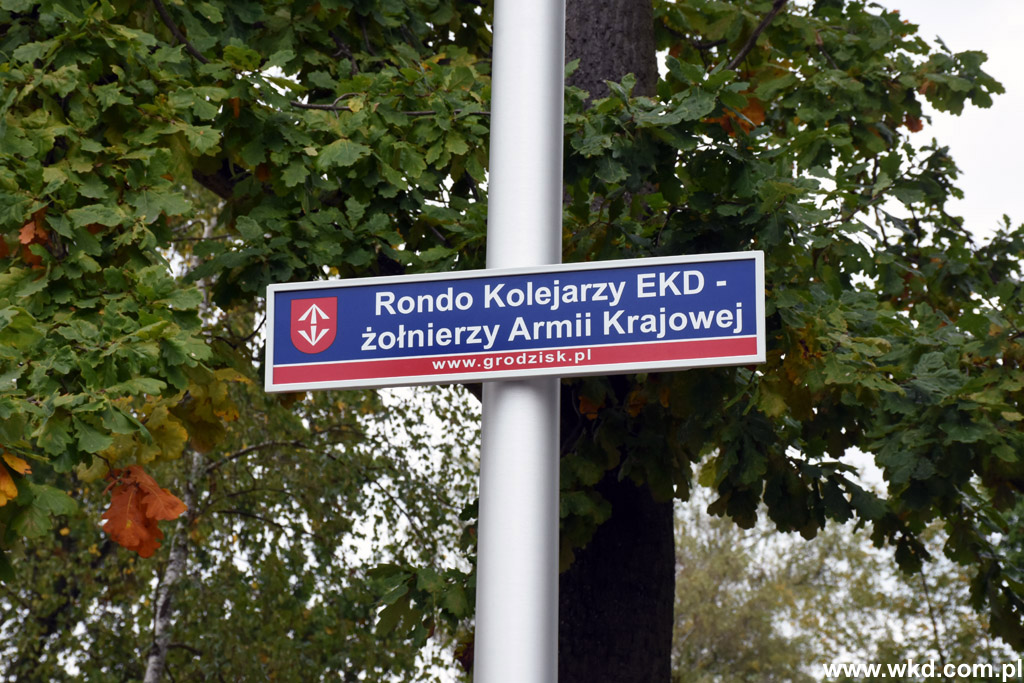 Rondo Kolejarzy EKD -
żołnierzy Armii Krajowej
www.grodzisk.pl
www.wkd.com.pl